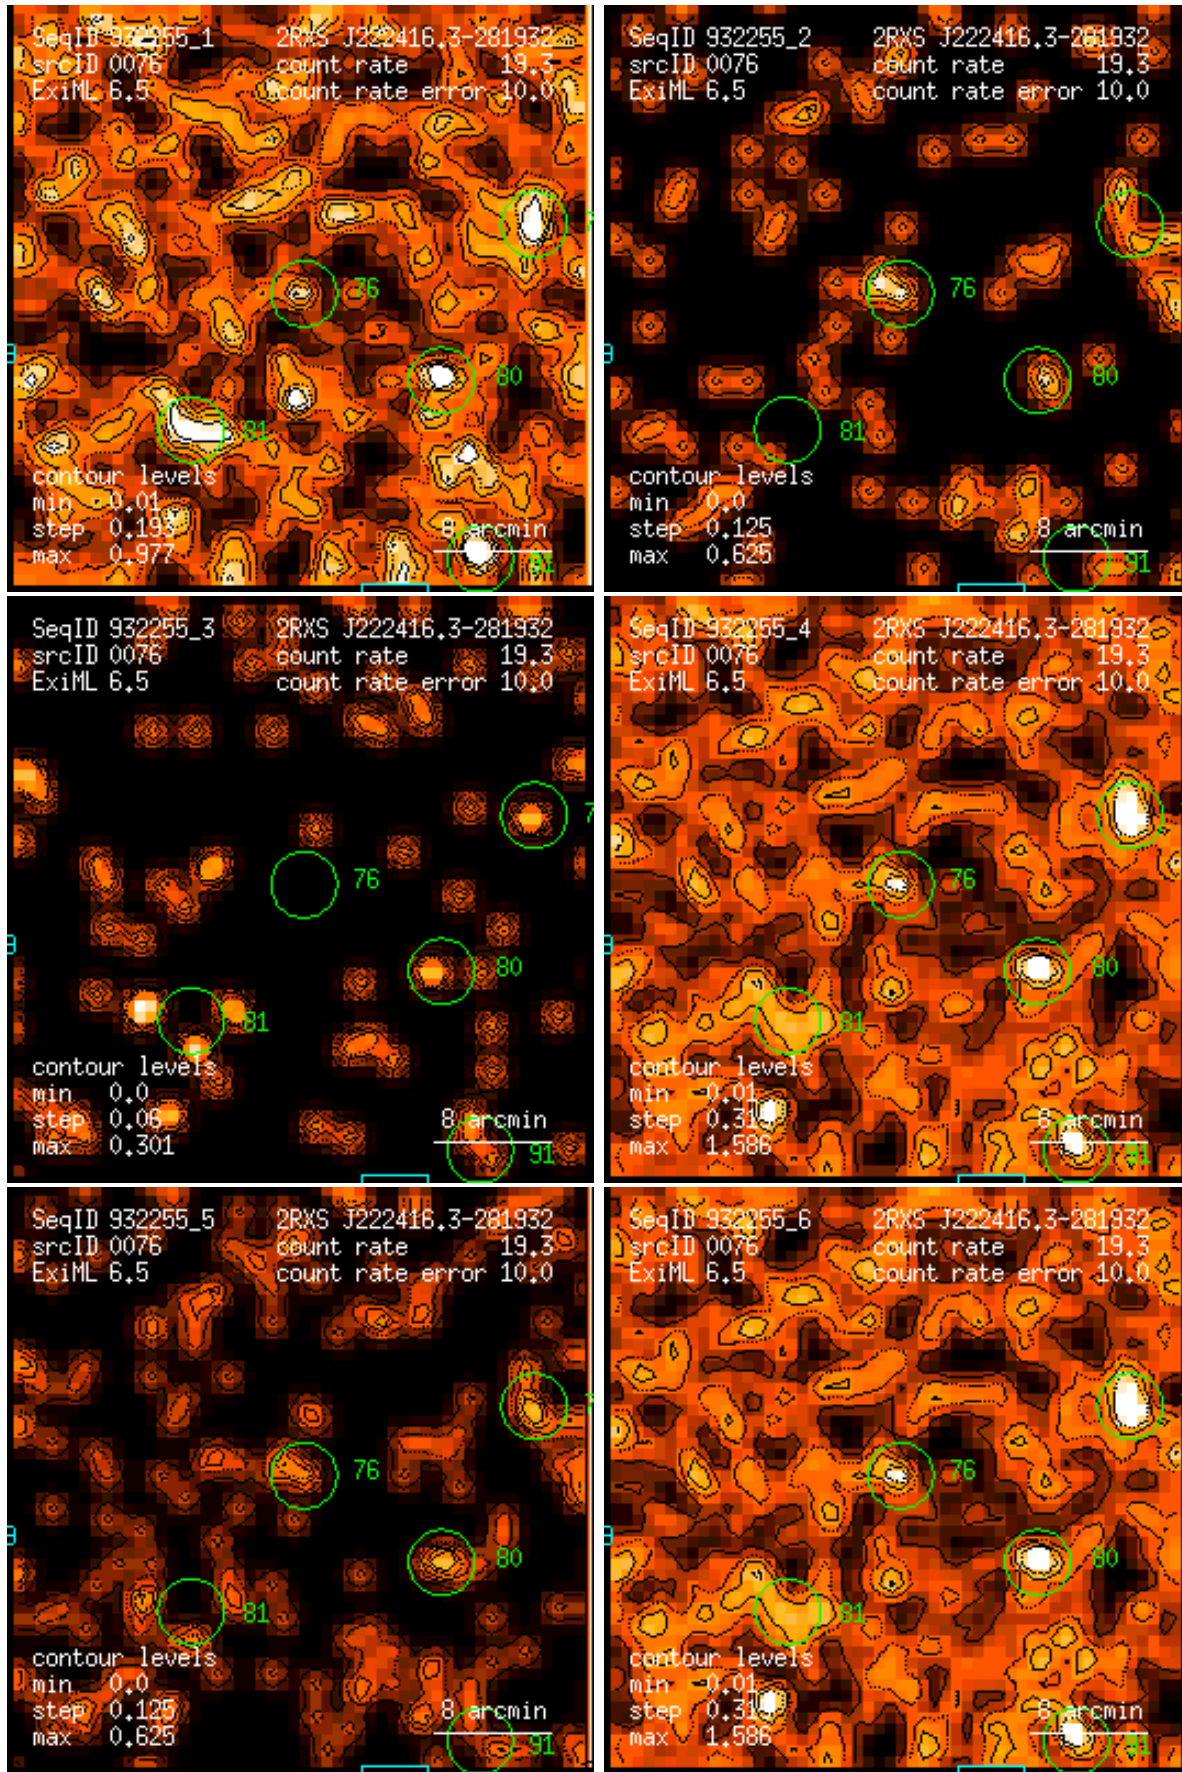 SeqID 932255_1 2RXS J222416.3-281932
srcID 0076 count rate 19.3
ExiML 6.5 count rate error 10.0
76
80
81
contour levels
min 0.01
step 0.193
max 0.977
8 arcmin
91
SeqID 932255_2 2RXS J222416.3-281932
srcID 0076 count rate 19.3
ExiML 6.5 count rate error 10.0
76
80
81
contour levels
min 0.0
step 0.125
max 0.625
8 arcmin
91
SeqID 932255_3 2RXS J222416.3-281932
srcID 0076 count rate 19.3
ExiML 6.5 count rate error 10.0
76
80
81
contour levels
min 0.0
step 0.06
max 0.301
8 arcmin
91
SeqID 932255_4 2RXS J222416.3-281932
srcID 0076 count rate 19.3
ExiML 6.5 count rate error 10.0
76
80
81
contour levels
min 0.01
step 0.315
max 1.586
8 arcmin
91
SeqID 932255_5 2RXS J222416.3-281932
srcID 0076 count rate 19.3
ExiML 6.5 count rate error 10.0
76
80
81
contour levels
min 0.0
step 0.125
max 0.625
8 arcmin
91
SeqID 932255_6 2RXS J222416.3-281932
srcID 0076 count rate 19.3
ExiML 6.5 count rate error 10.0
76
80
81
contour levels
min 0.01
step 0.315
max 1.586
8 arcmin
91